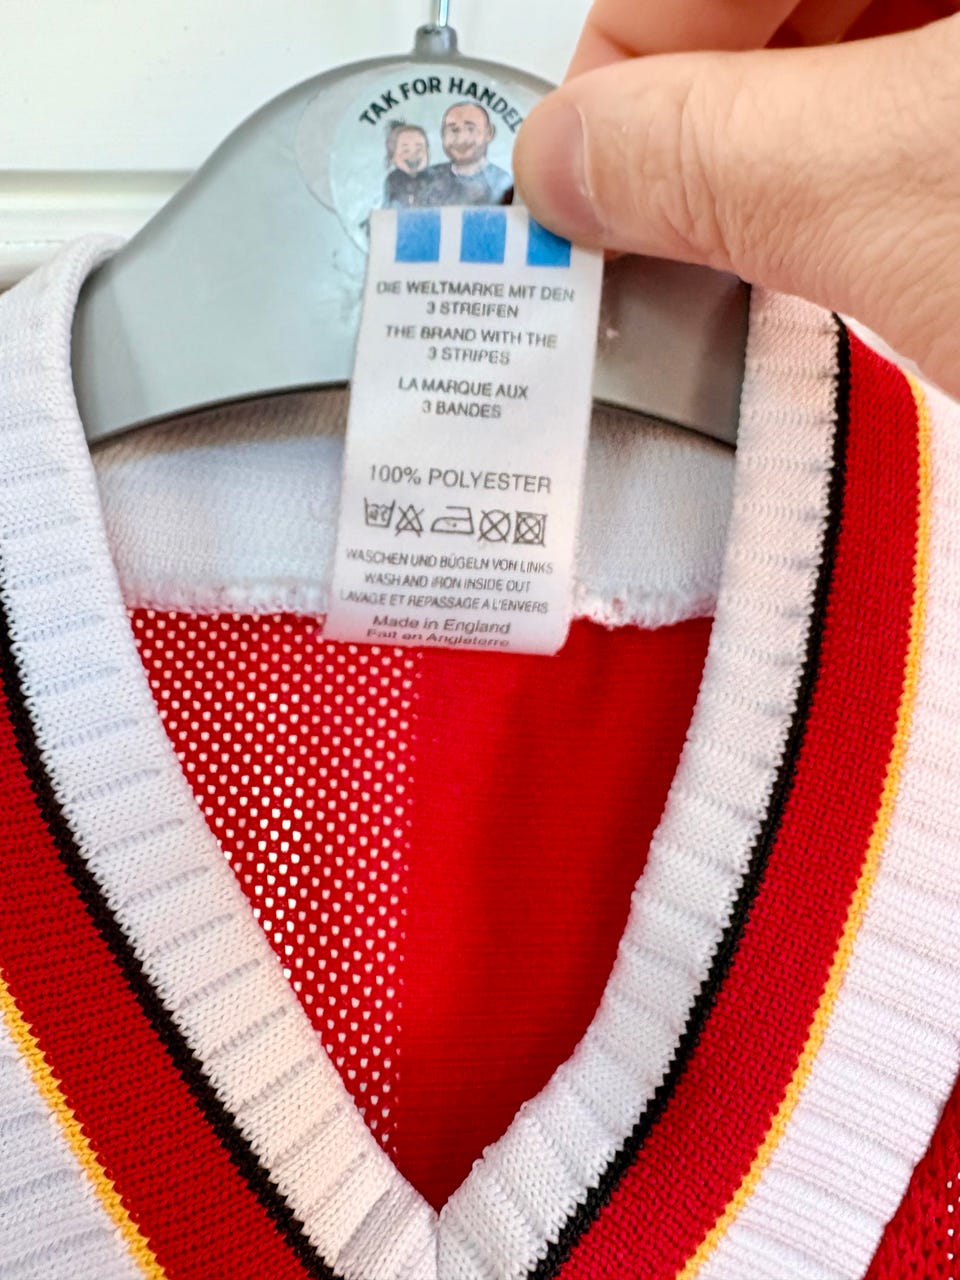 TAK FOR HANDEL
DIE WELTMARKE MIT DEN
3 STREIFEN
THE BRAND WITH THE
3 STRIPES
LA MARQUE AUX
3 BANDES
100% POLYESTER
WASCHEN UND BÜGELN VON LINKS
WASH AND IRON INSIDE OUT
LAVAGE ET REPASSAGE A L'ENVERS
Made in England
Fait en Angleterre